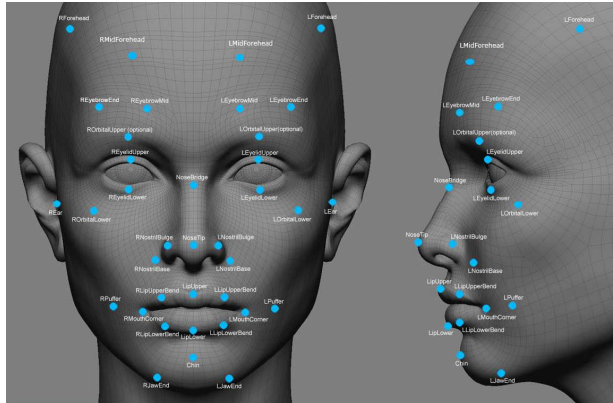 RForehead LForehead
RMidForehead LMidForehead
REyebrowEnd REyebrowMid LEyebrowMid LEyebrowEnd
ROrbitalUpper (optional) LOrbitalUpper(optional)
REyelidUpper LEyelidUpper
NoseBridge
REyelidLower LEyelidLower
REar ROrbitalLower LOrbitalLower LEar
RNostrilBulge NoseTip LNostrilBulge
RNostrilBase LNostrilBase
RLipUpperBend LipUpper LLipUpperBend
RPuffer LPuffer
RMouthCorner LMouthCorner
RLipLowerBend LipLower LLipLowerBend
Chin
RJawEnd LJawEnd
LForehead
LMidForehead
LEyebrowMid LEyebrowEnd
LOrbitalUpper(optional)
LEyelidUpper
NoseBridge
LEyelidLower
LOrbitalLower
NoseTip LNostrilBulge
LNostrilBase
LipUpper
LLipUpperBend
LPuffer
LMouthCorner
LipLower LLipLowerBend
Chin
LJawEnd